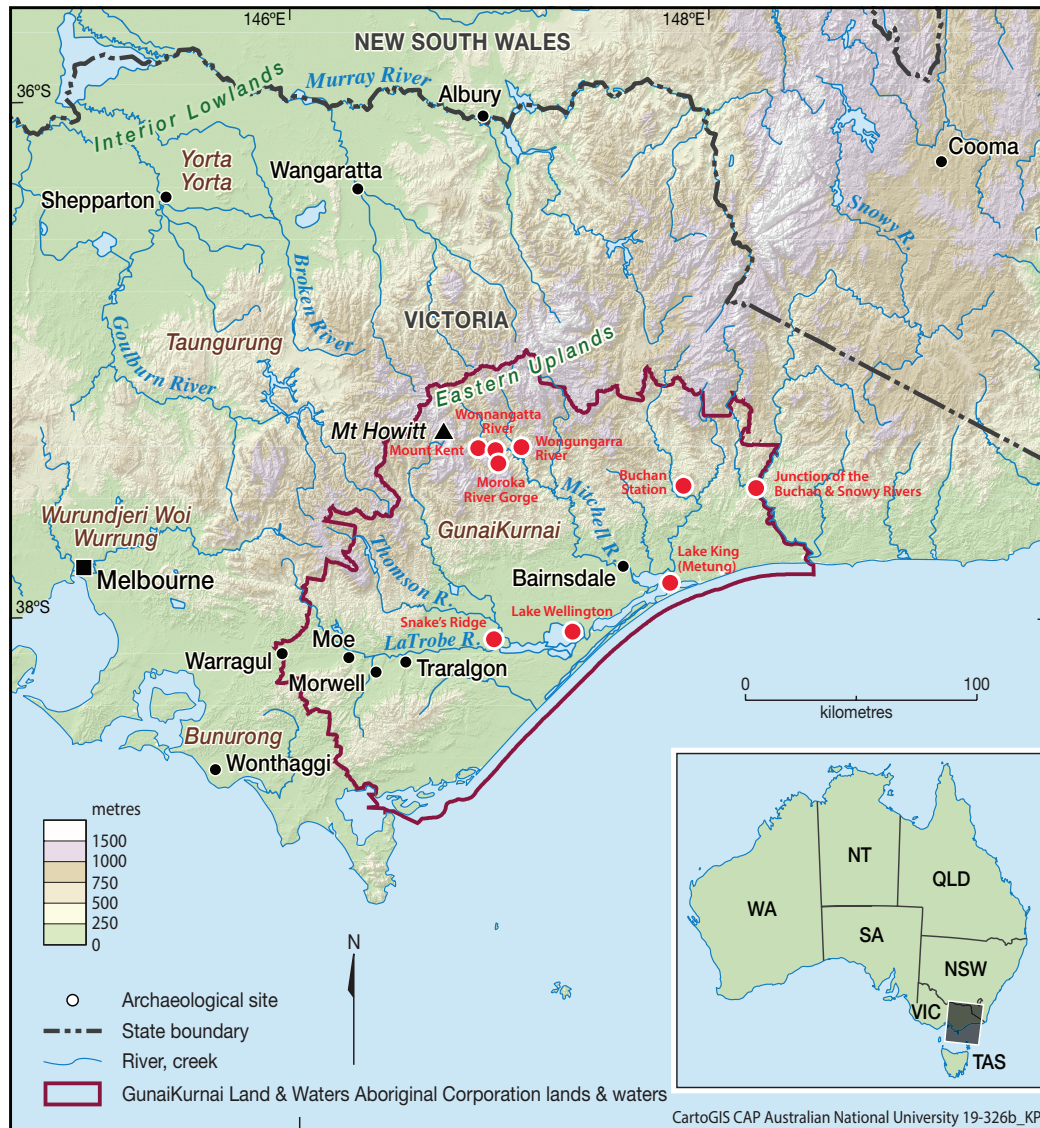 146°E
148°E
NEW SOUTH WALES
Murray River
36°S
Interior Lowlands
Albury
Cooma
Yorta
Yorta
Wangaratta
Shepparton
Snowy R.
Broken River
VICTORIA
Taungurung
Goulburn River
Eastern Uplands
Mt Howitt
Wonnangatta
River
Mount Kent
Wongungarra
River
Moroka
River Gorge
Buchan
Station
Junction of the
Buchan & Snowy Rivers
Mitchell R.
GunaiKurnai
Wurundjeri Woi
Wurrung
Melbourne
Thomson R.
Bairnsdale
Lake King
(Metung)
38°S
Snake's Ridge
Lake Wellington
LaTrobe R.
Moe
Warragul
Morwell
Traralgon
Bunurong
Wonthaggi
0
100
kilometres
metres
1500
1000
750
500
250
0
N
Archaeological site
State boundary
River, creek
GunaiKurnai Land & Waters Aboriginal Corporation lands & waters
NT
QLD
WA
SA
NSW
VIC
TAS
CartoGIS CAP Australian National University 19-326b_KP